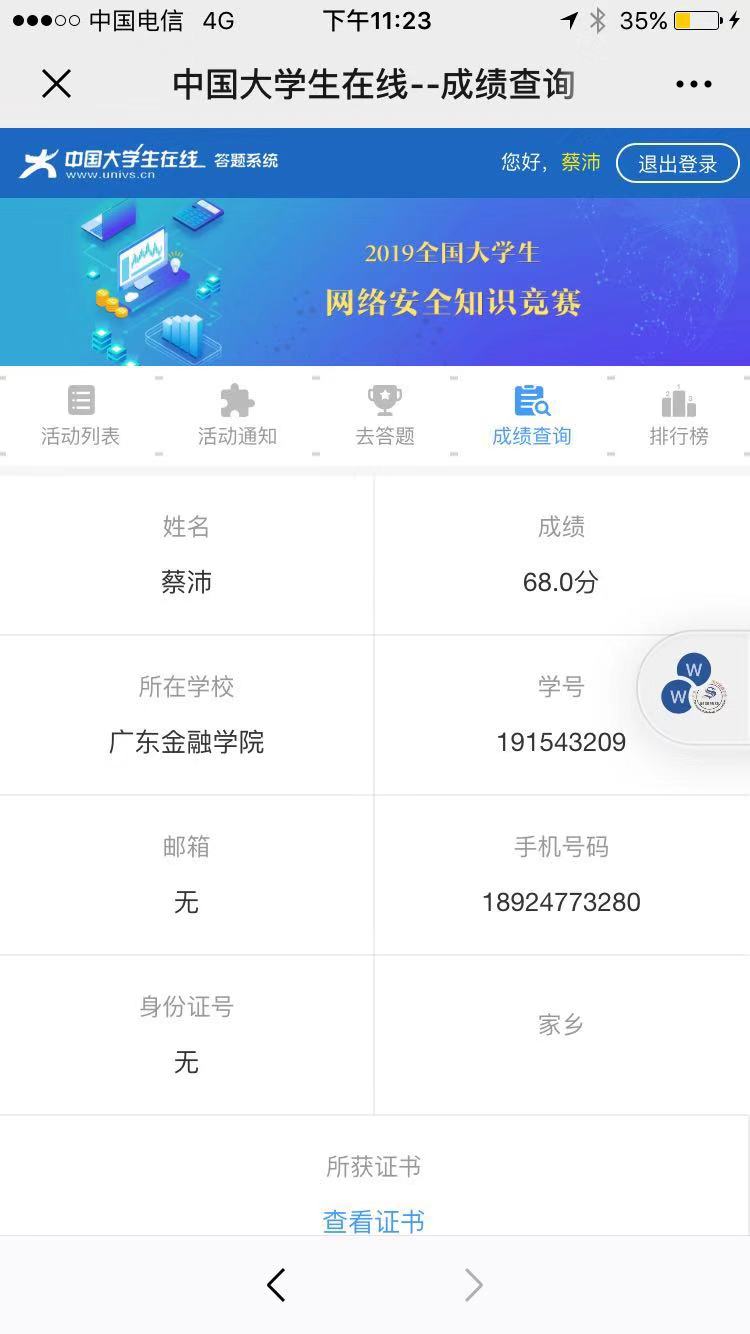 中国电信 4G 下午11:23 35%
中国大学生在线--成绩查询
中国大学生在线 答题系统 您好, 蔡沛 退出登录
www.univs.cn
2019全国大学生
网络安全知识竞赛
活动列表 活动通知 去答题 成绩查询 排行榜
姓名 成绩
蔡沛 68.0分
W
W
所在学校 学号
广东金融学院 191543209
邮箱 手机号码
无 18924773280
身份证号 家乡
无
所获证书
查看证书